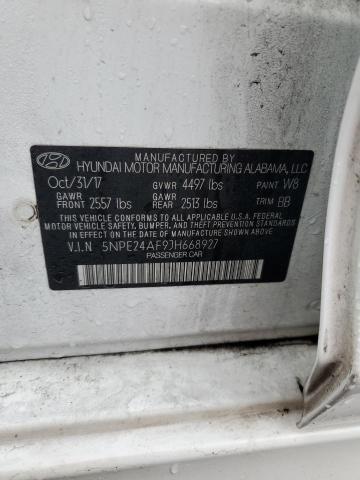 MANUFACTURED BY
HYUNDAI MOTOR MANUFACTURING ALABAMA, LLC
Oct/31/17 GVWR 4497 lbs PAINT W8
GAWR FRONT 2557 lbs GAWR REAR 2513 lbs TRIM BB
THIS VEHICLE CONFORMS TO ALL APPLICABLE U.S.A. FEDERAL
MOTOR VEHICLE SAFETY, BUMPER, AND THEFT PREVENTION STANDARDS
IN EFFECT ON THE DATE OF MANUFACTURE SHOWN ABOVE.
V.I.N 5NPE24AF9JH668927
PASSENGER CAR